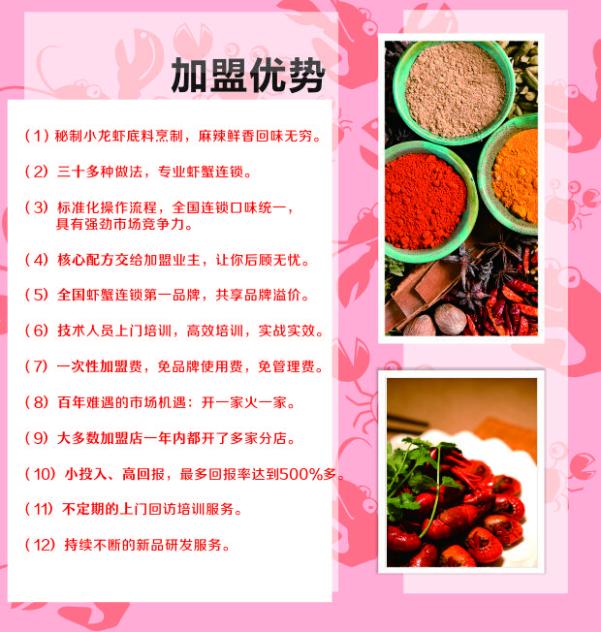 加盟优势
(1)秘制小龙虾底料烹制，麻辣鲜香回味无穷。
(2)三十多种做法，专业虾蟹连锁。
(3)标准化操作流程，全国连锁口味统一，
具有强劲市场竞争力。
(4)核心配方交给加盟业主，让你后顾无忧。
(5)全国虾蟹连锁第一品牌，共享品牌溢价。
(6)技术人员上门培训，高效培训，实战实效。
(7)一次性加盟费，免品牌使用费，免管理费。
(8)百年难遇的市场机遇：开一家火一家。
(9)大多数加盟店一年内都开了多家分店。
(10)小投入、高回报，最多回报率达到500%多。
(11)不定期的上门回访培训服务。
(12)持续不断的新品研发服务。